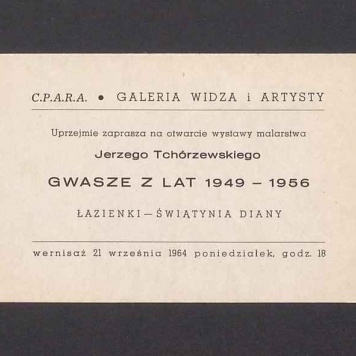 C.P.A.R.A. ● GALERIA WIDZA i ARTYSTY
Uprzejmie zaprasza na otwarcie wystawy malarstwa
Jerzego Tchórzewskiego
GWASZE Z LAT 1949 – 1956
ŁAZIENKI—ŚWIĄTYNIA DIANY
wernisaż 21 września 1964 poniedziałek, godz. 18